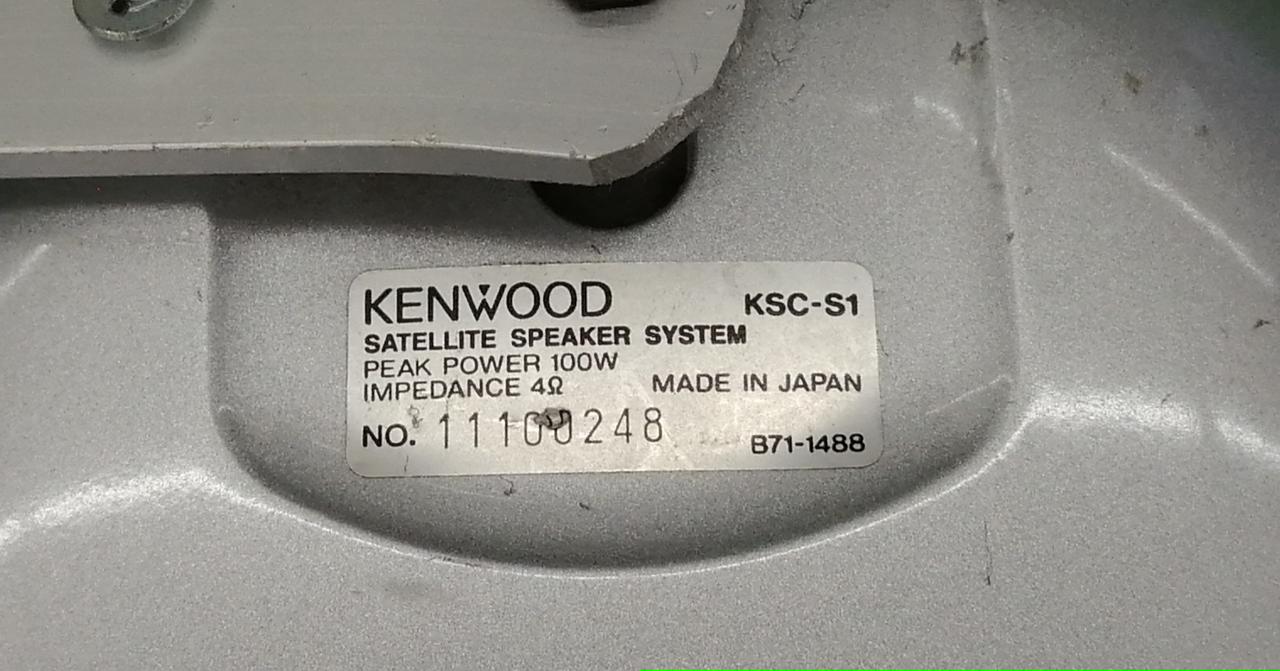 KENWOOD KSC-S1
SATELLITE SPEAKER SYSTEM
PEAK POWER 100W
IMPEDANCE 4Ω MADE IN JAPAN
NO. 11100248 B71-1488